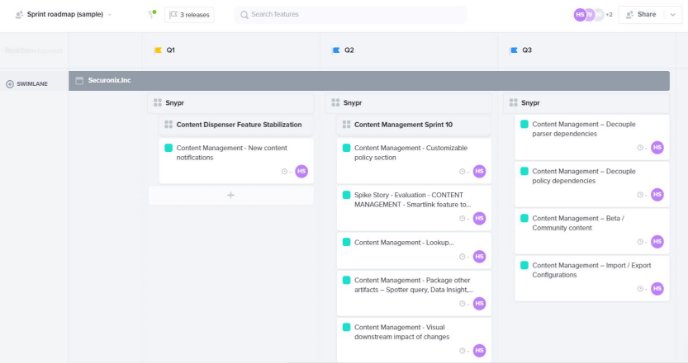 Sprint roadmap (sample)
3 releases
Search features
HS
+2
Share
Q1
Q2
Q3
SWIMLANE
Securonix.Inc
Snypr
Snypr
Snypr
Content Dispenser Feature Stabilization
Content Management - New content
notifications
HS
Content Management Sprint 10
Content Management - Customizable
policy section
HS
Spike Story - Evaluation - CONTENT
MANAGEMENT - Smartlink feature to...
HS
Content Management - Lookup...
HS
Content Management - Package other
artifacts – Spotter query, Data Insight,...
HS
Content Management - Visual
downstream impact of changes
HS
Content Management – Decouple
parser dependencies
HS
Content Management – Decouple
policy dependencies
HS
Content Management – Beta /
Community content
HS
Content Management – Import / Export
Configurations
HS